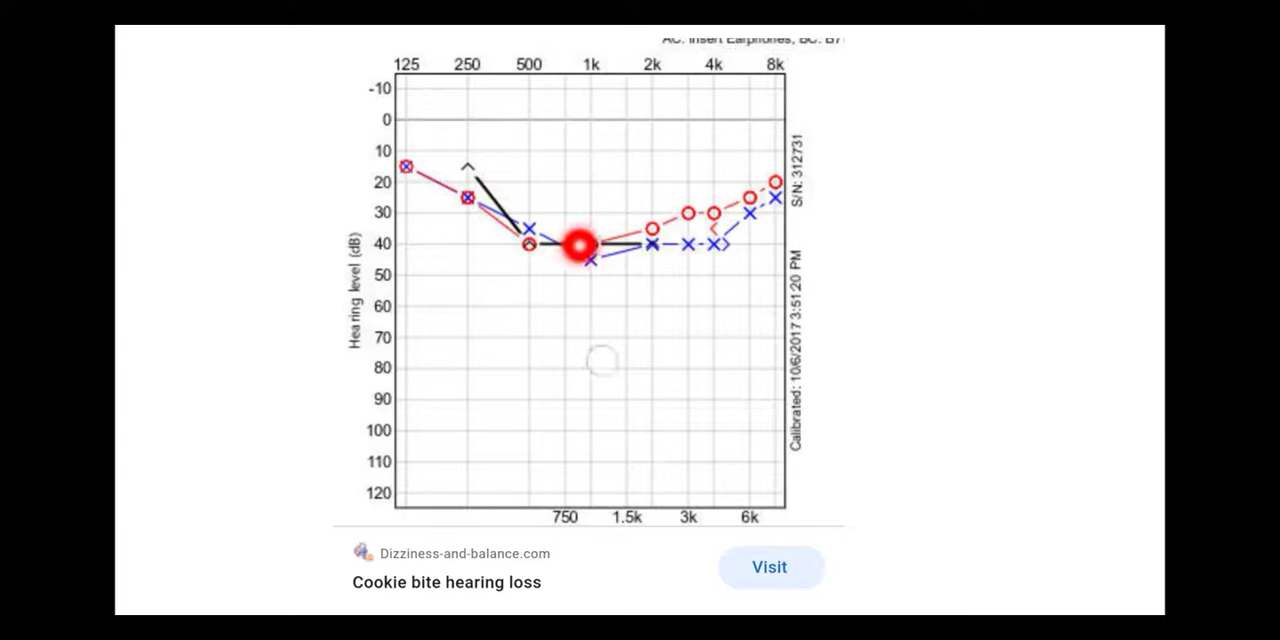 125 250 500 1k 2k 4k 8k
-10
0
10
20
30
40
50
60
70
80
90
100
110
120
Hearing level (dB)
S/N: 312731
Calibrated: 10/6/2017 3:51:20 PM
750 1.5k 3k 6k
Dizziness-and-balance.com
Visit
Cookie bite hearing loss